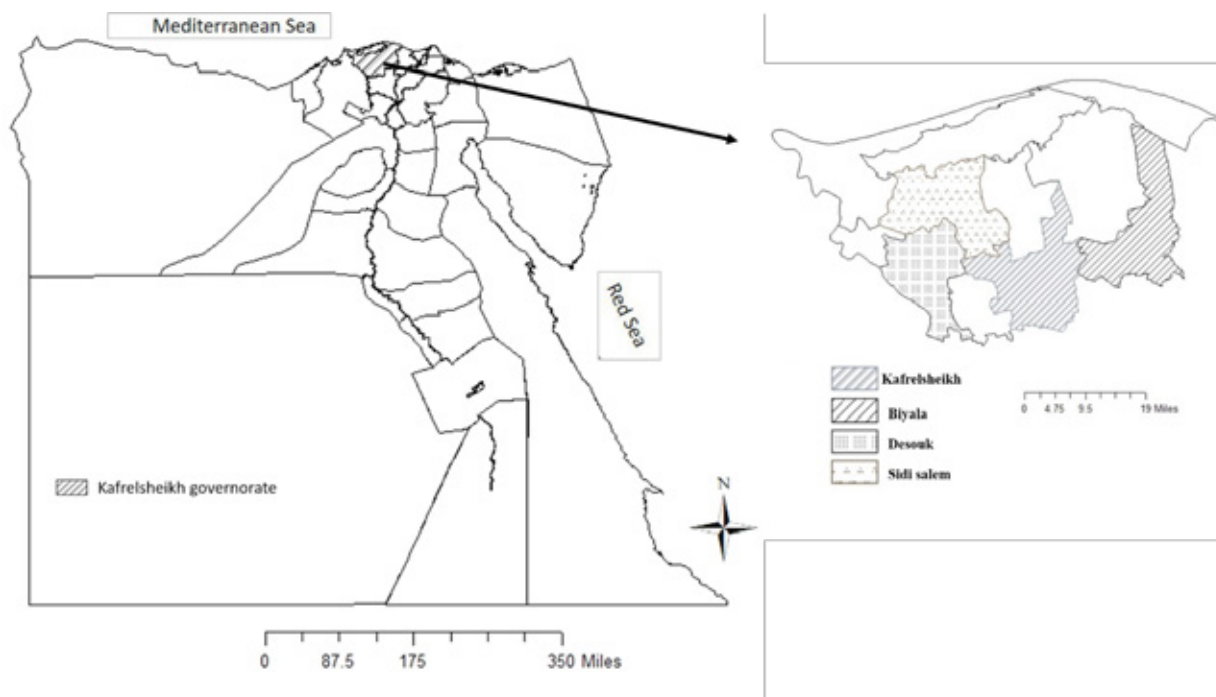 Mediterranean Sea
Red Sea
Kafrelsheikh governorate
N
0 87.5 175 350 Miles
Kafrelsheikh
Biyala
Desouk
Sidi salem
0 4.75 9.5 19 Miles